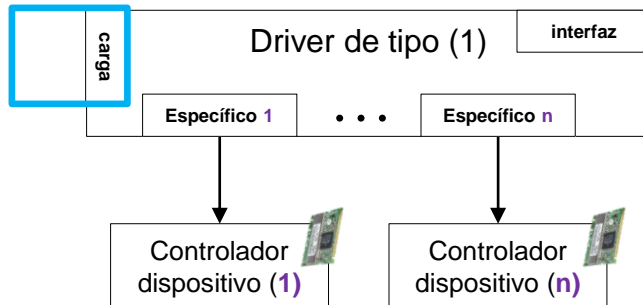 carga
Driver de tipo (1)
interfaz
Específico 1
• • •
Específico n
Controlador
dispositivo (1)
Controlador
dispositivo (n)